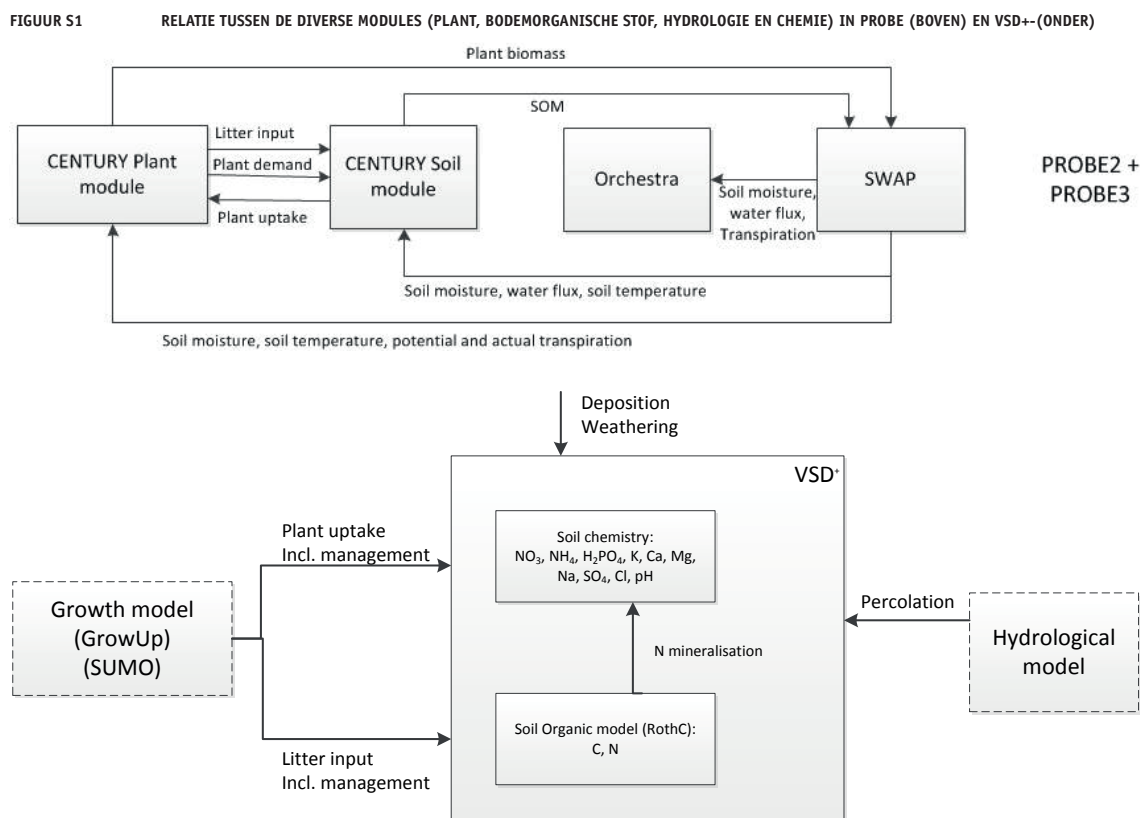 FIGUUR S1 RELATIE TUSSEN DE DIVERSE MODULES (PLANT, BODEMORGANISCHE STOF, HYDROLOGIE EN CHEMIE) IN PROBE (BOVEN) EN VSD+-(ONDER)
Plant biomass
SOM
CENTURY Plant
module
Litter input
Plant demand
Plant uptake
CENTURY Soil
module
Orchestra
Soil moisture,
water flux,
Transpiration
SWAP
PROBE2 +
PROBE3
Soil moisture, water flux, soil temperature
Soil moisture, soil temperature, potential and actual transpiration
Deposition
Weathering
VSD⁺
Plant uptake
Incl. management
Soil chemistry:
NO₃, NH₄, H₂PO₄, K, Ca, Mg,
Na, SO₄, Cl, pH
Growth model
(GrowUp)
(SUMO)
Percolation
Hydrological
model
N mineralisation
Soil Organic model (RothC):
C, N
Litter input
Incl. management